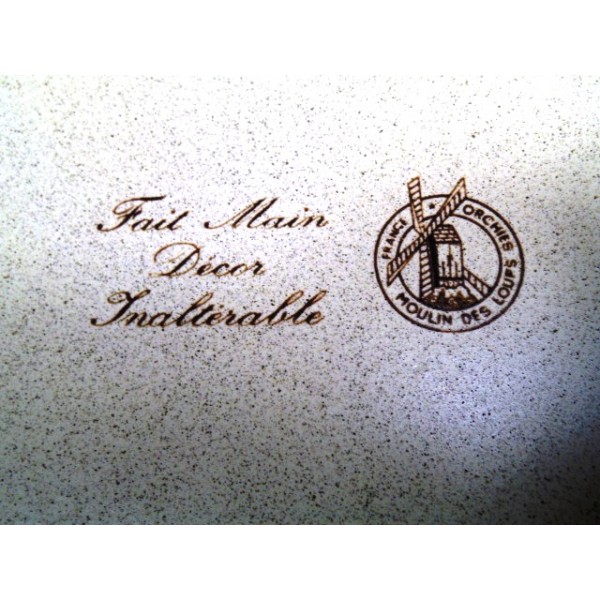 Fait Main
Décor
Inaltérable
FRANCE ★ ORCHIES
MOULIN DES LOUPS